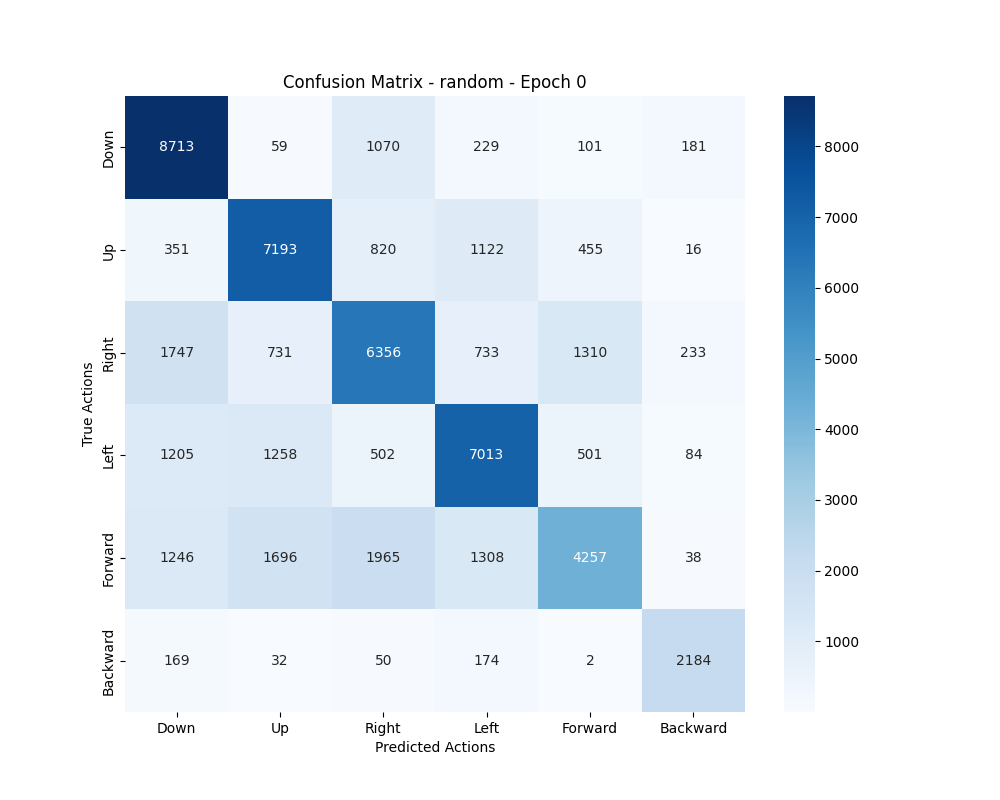 Confusion Matrix - random - Epoch 0
True Actions
Down 8713 59 1070 229 101 181
Up 351 7193 820 1122 455 16
Right 1747 731 6356 733 1310 233
Left 1205 1258 502 7013 501 84
Forward 1246 1696 1965 1308 4257 38
Backward 169 32 50 174 2 2184
Down Up Right Left Forward Backward
Predicted Actions
8000
7000
6000
5000
4000
3000
2000
1000